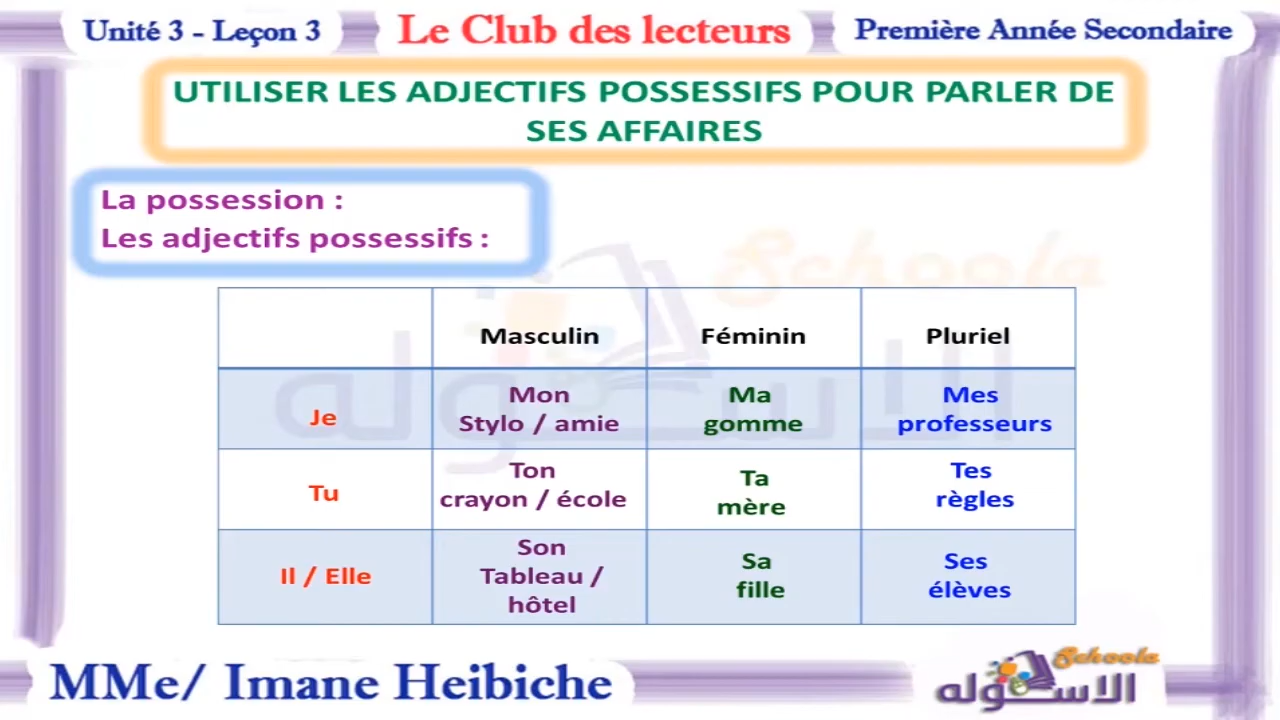 Unité 3 - Leçon 3
Le Club des lecteurs
Première Année Secondaire
UTILISER LES ADJECTIFS POSSESSIFS POUR PARLER DE
SES AFFAIRES
La possession :
Les adjectifs possessifs :
Masculin
Féminin
Pluriel
Je
Mon
Stylo / amie
Ma
gomme
Mes
professeurs
Tu
Ton
crayon / école
Ta
mère
Tes
règles
Il / Elle
Son
Tableau /
hôtel
Sa
fille
Ses
élèves
MMe/ Imane Heibiche
Schoola
الاسكوله
Schoola
الاسكوله